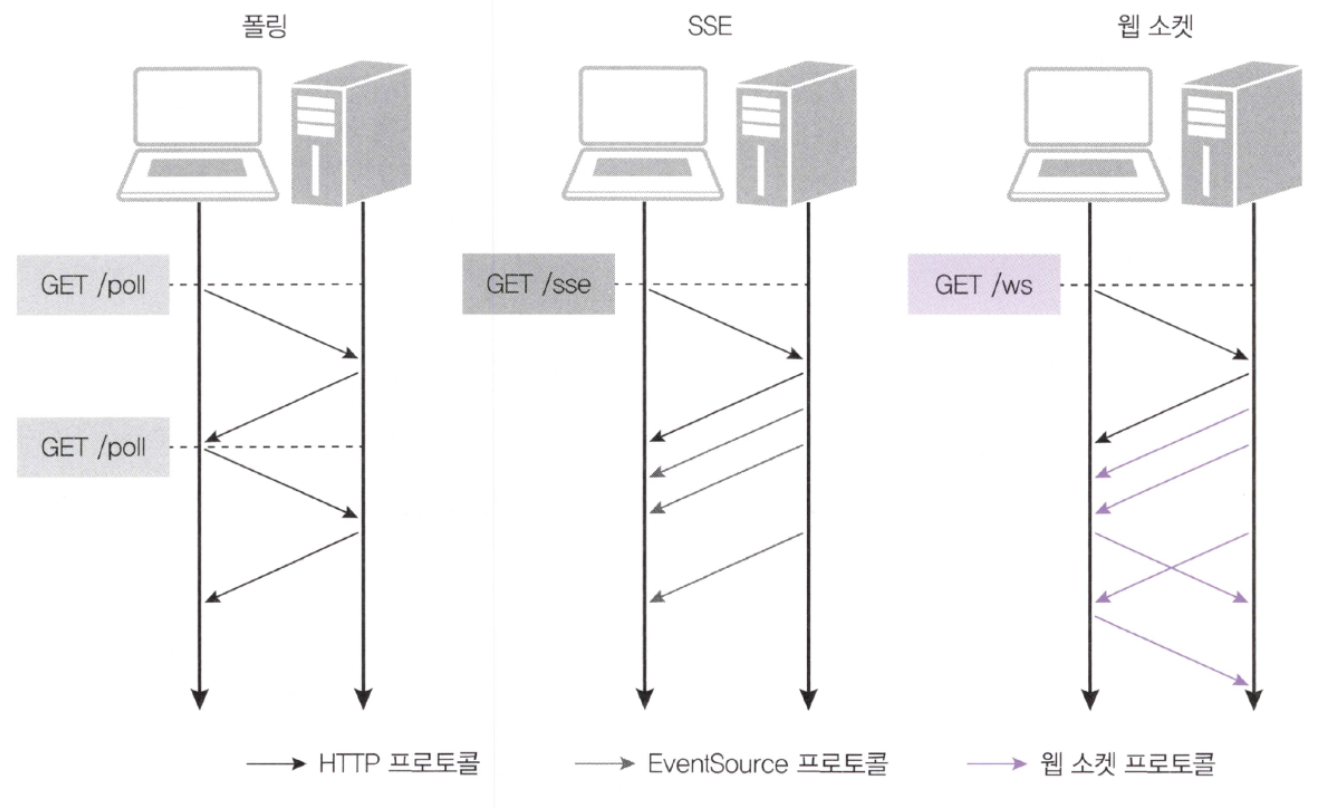 폴링
SSE
웹 소켓
GET /poll
GET /sse
GET /ws
GET /poll
HTTP 프로토콜
EventSource 프로토콜
웹 소켓 프로토콜